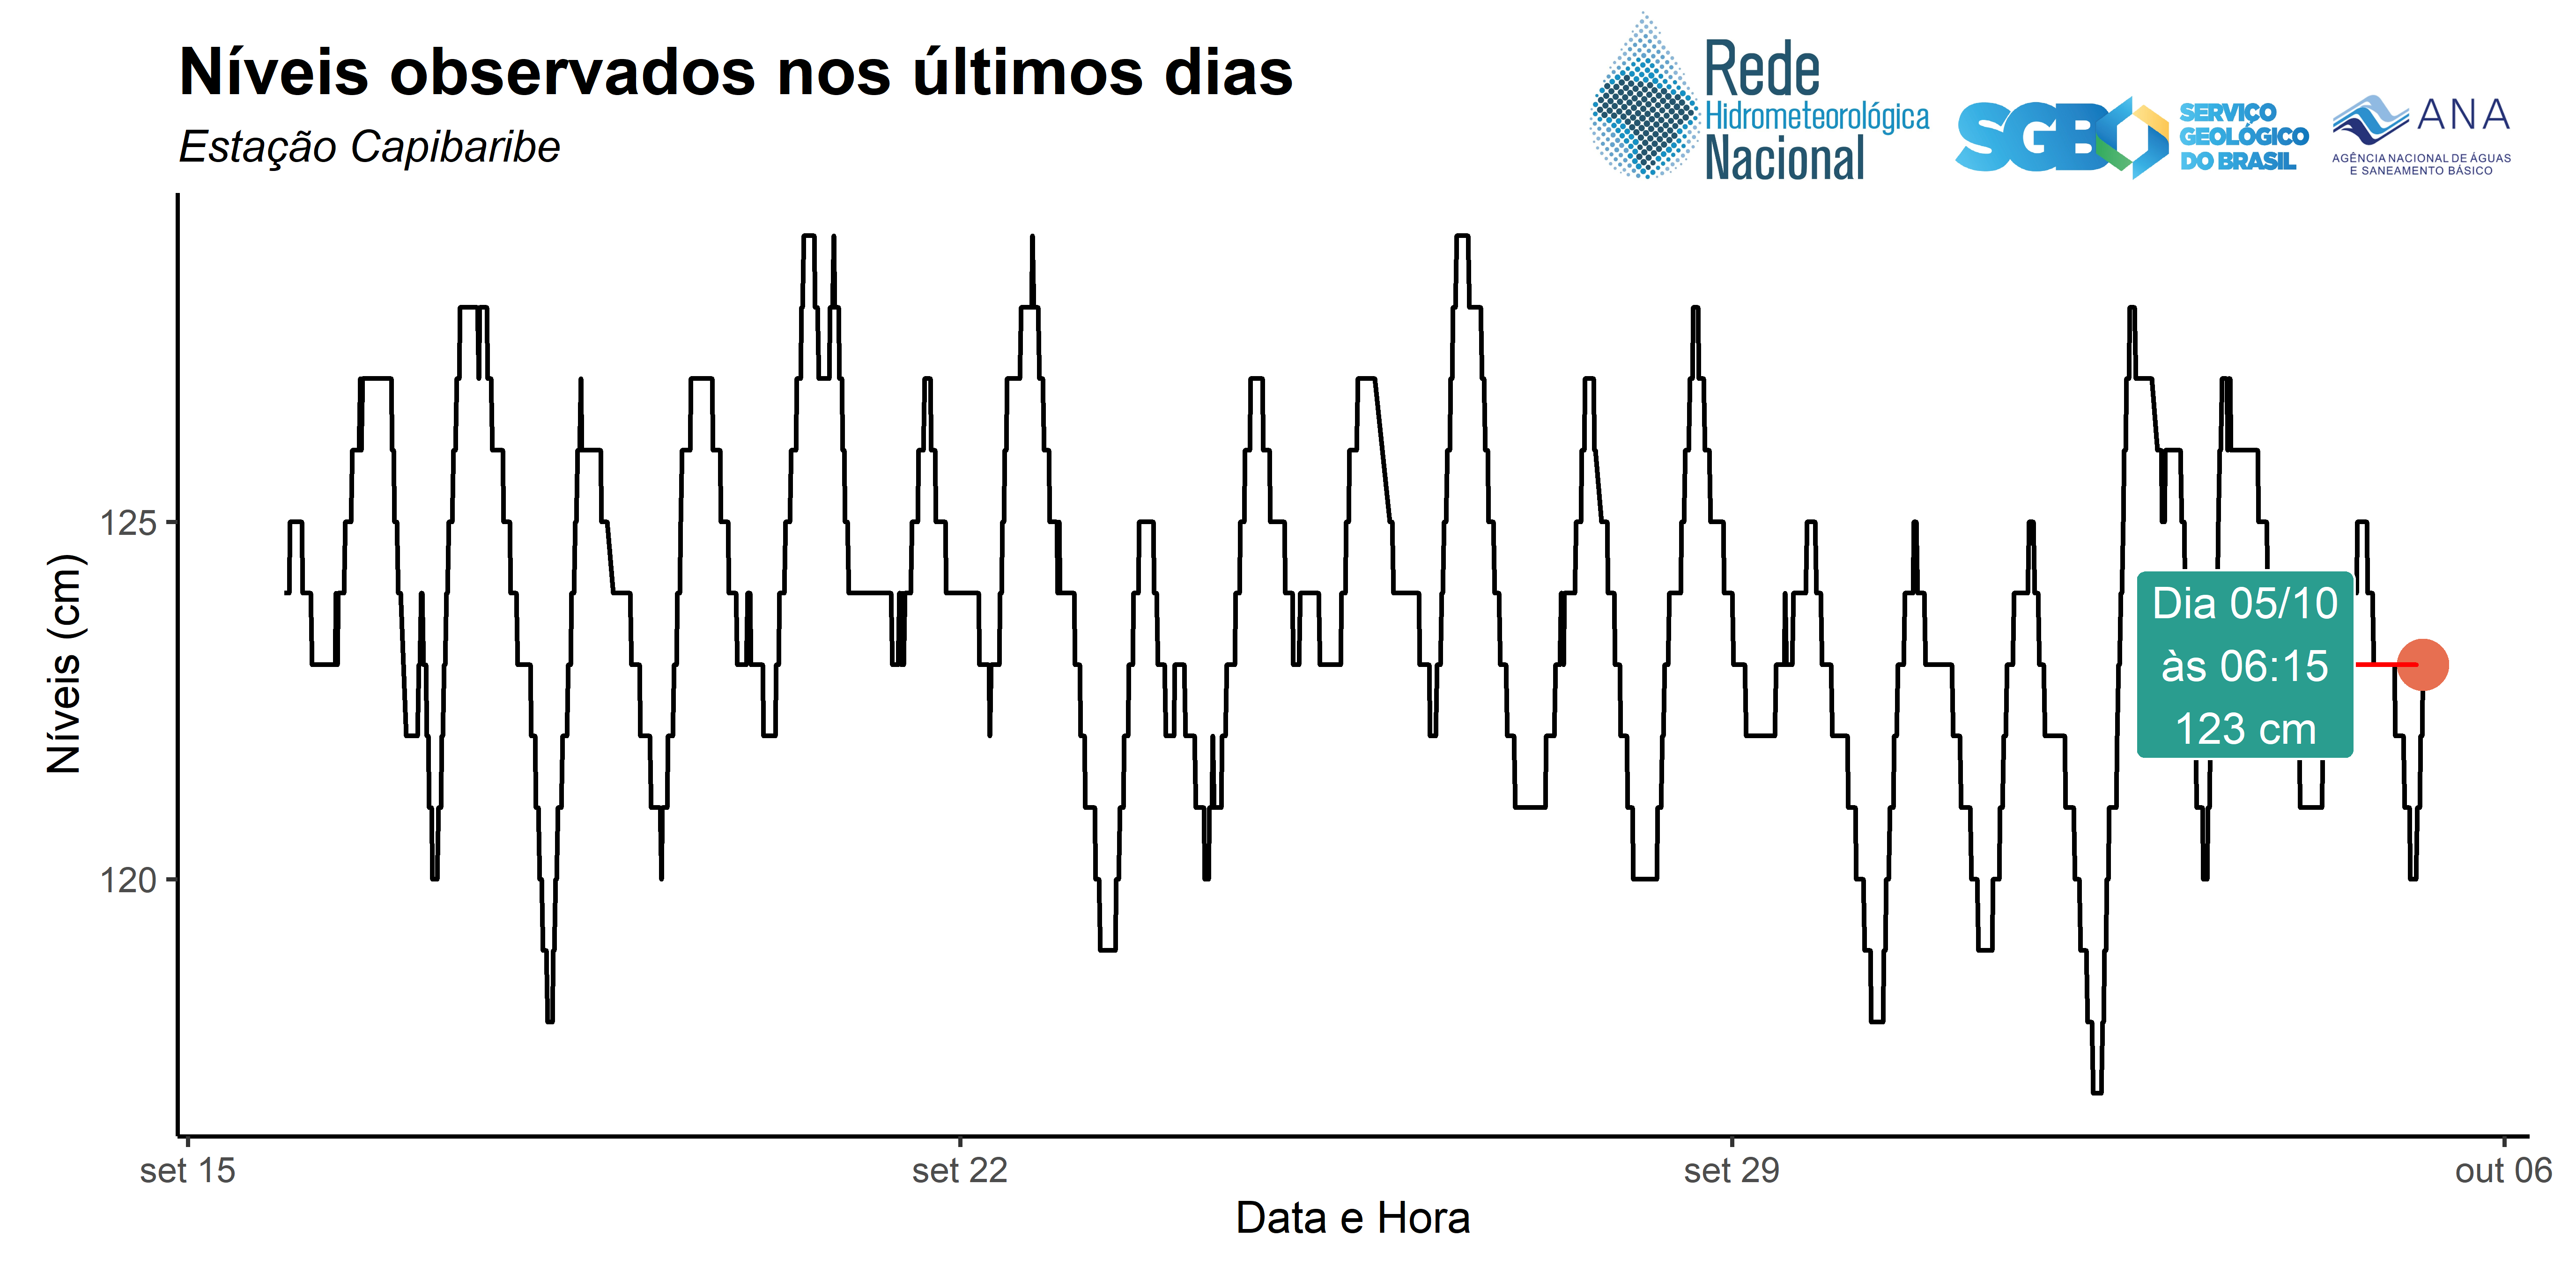 Níveis observados nos últimos dias
Estação Capibaribe
Rede
Hidrometeorológica
Nacional
SGB
SERVIÇO
GEOLÓGICO
DO BRASIL
ANA
AGÊNCIA NACIONAL DE ÁGUAS
E SANEAMENTO BÁSICO
Níveis (cm)
125
120
Dia 05/10
às 06:15
123 cm
set 15
set 22
set 29
out 06
Data e Hora